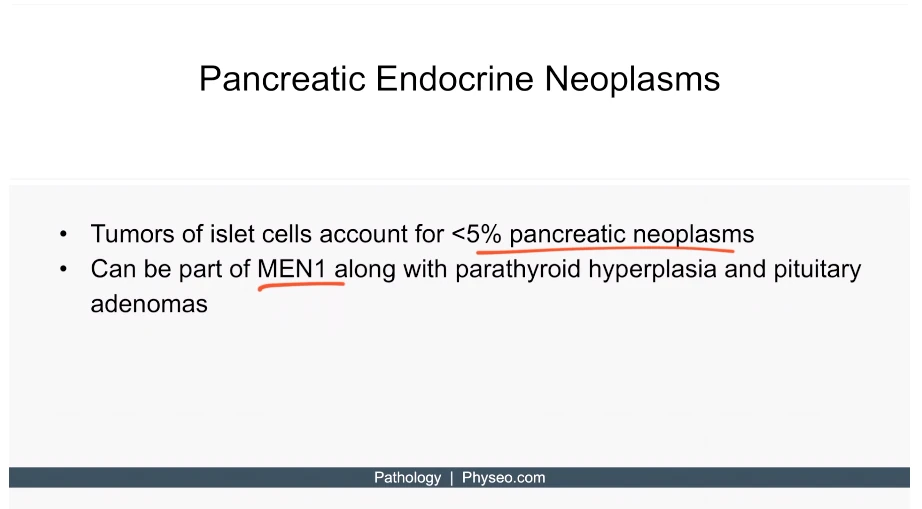 Pancreatic Endocrine Neoplasms
• Tumors of islet cells account for <5% pancreatic neoplasms
• Can be part of MEN1 along with parathyroid hyperplasia and pituitary
adenomas
Pathology | Physeo.com